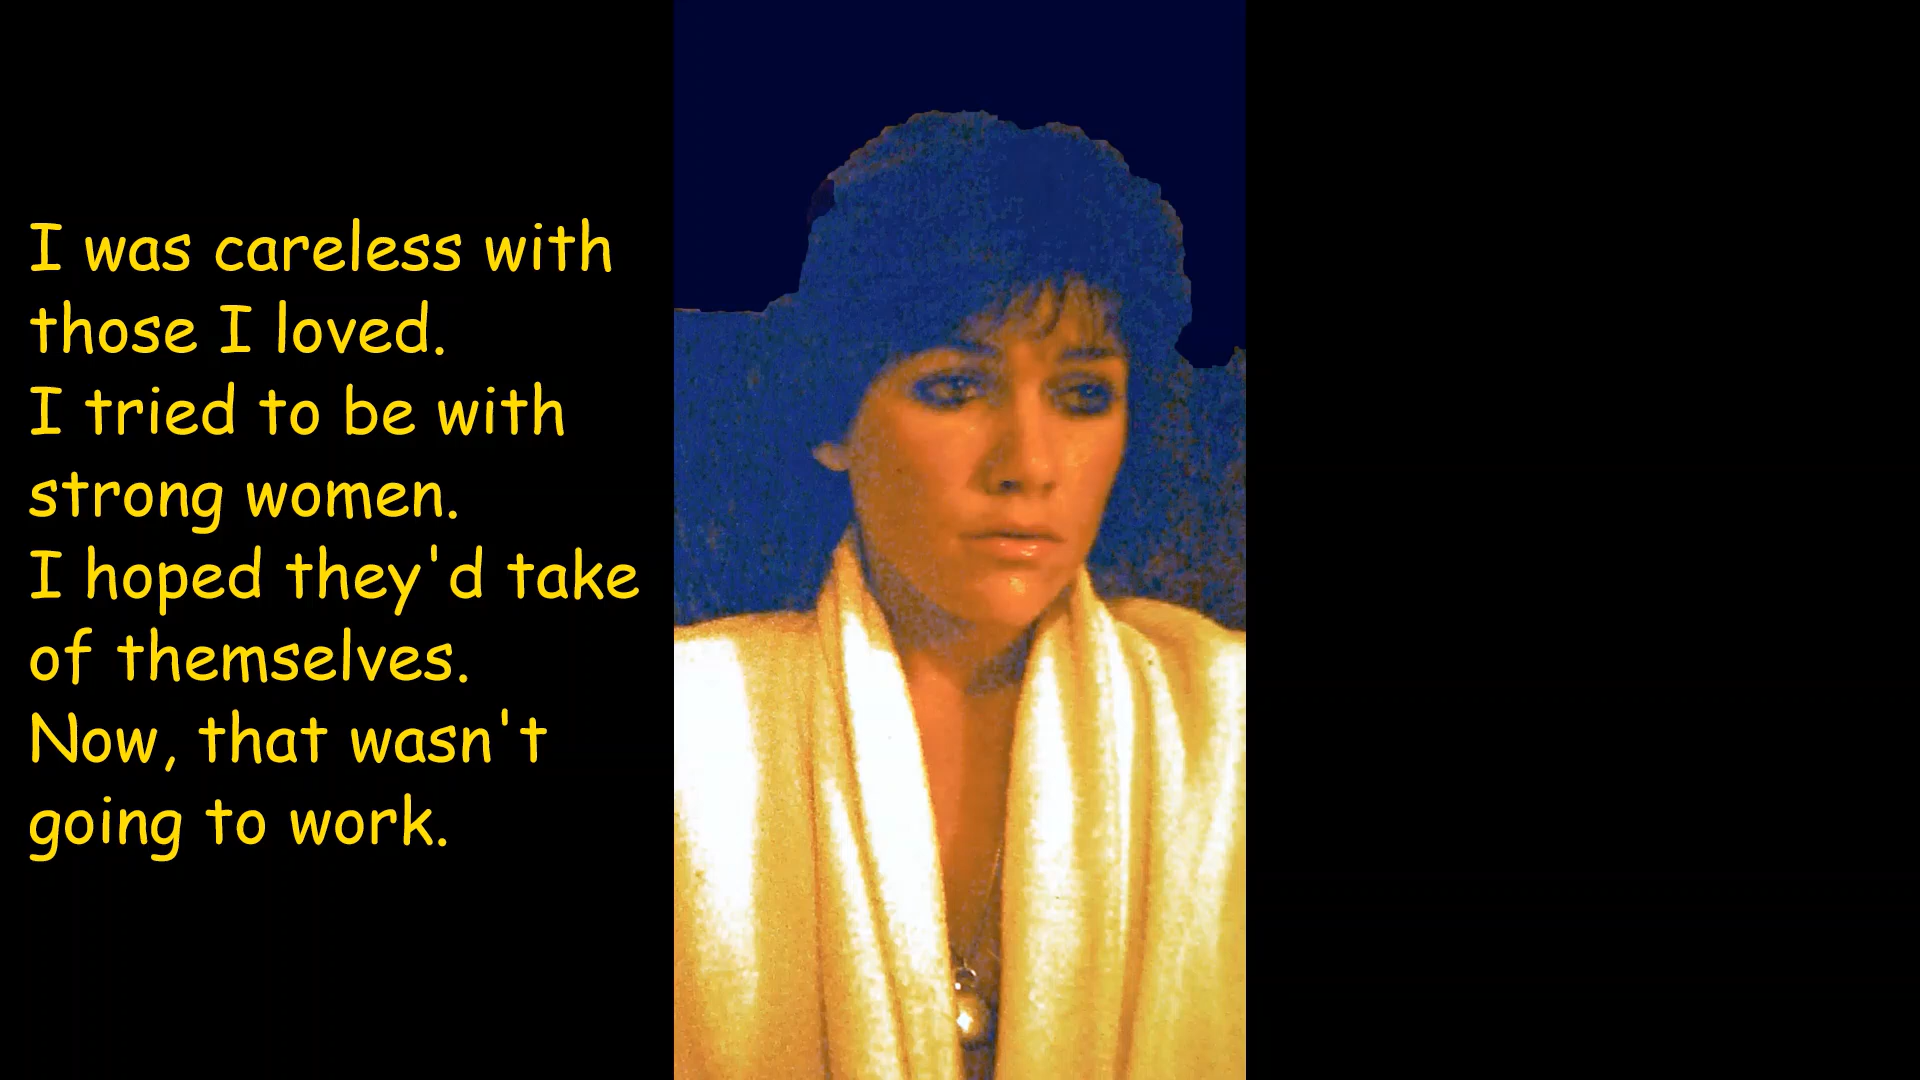 I was careless with
those I loved.
I tried to be with
strong women.
I hoped they'd take
of themselves.
Now, that wasn't
going to work.